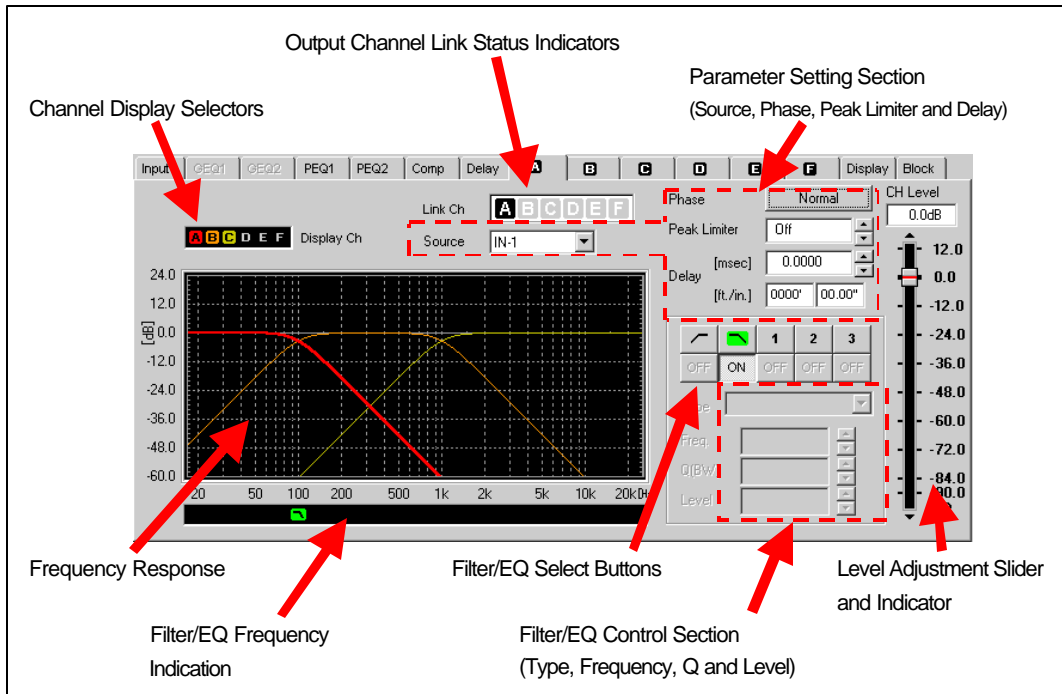 Output Channel Link Status Indicators
Parameter Setting Section
(Source, Phase, Peak Limiter and Delay)
Channel Display Selectors
Input GEQ1 GEQ2 PEQ1 PEQ2 Comp Delay A B C D E F Display Block
Link Ch A B C D E F
Phase Normal
CH Level
0.0dB
A B C D E F Display Ch
Source IN-1
Peak Limiter Off
Delay
[msec] 0.0000
[ft./in.] 0000' 00.00"
[dB]
24.0
12.0
0.0
-12.0
-24.0
-36.0
-48.0
-60.0
20 50 100 200 500 1k 2k 5k 10k 20k
1 2 3
OFF ON OFF OFF OFF
Freq.
Q(BW
Level
12.0
0.0
-12.0
-24.0
-36.0
-48.0
-60.0
-72.0
-84.0
Frequency Response
Filter/EQ Select Buttons
Level Adjustment Slider
and Indicator
Filter/EQ Frequency
Indication
Filter/EQ Control Section
(Type, Frequency, Q and Level)